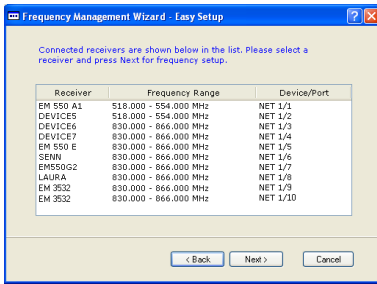 Frequency Management Wizard - Easy Setup
Connected receivers are shown below in the list. Please select a
receiver and press Next for frequency setup.
Receiver Frequency Range Device/Port
EM 550 A1 518.000 - 554.000 MHz NET 1/1
DEVICE5 518.000 - 554.000 MHz NET 1/2
DEVICE6 830.000 - 866.000 MHz NET 1/3
DEVICE7 830.000 - 866.000 MHz NET 1/4
EM 550 E 830.000 - 866.000 MHz NET 1/5
SENN 830.000 - 866.000 MHz NET 1/6
EM550G2 830.000 - 866.000 MHz NET 1/7
LAURA 830.000 - 866.000 MHz NET 1/8
EM 3532 830.000 - 866.000 MHz NET 1/9
EM 3532 830.000 - 866.000 MHz NET 1/10
< Back Next > Cancel